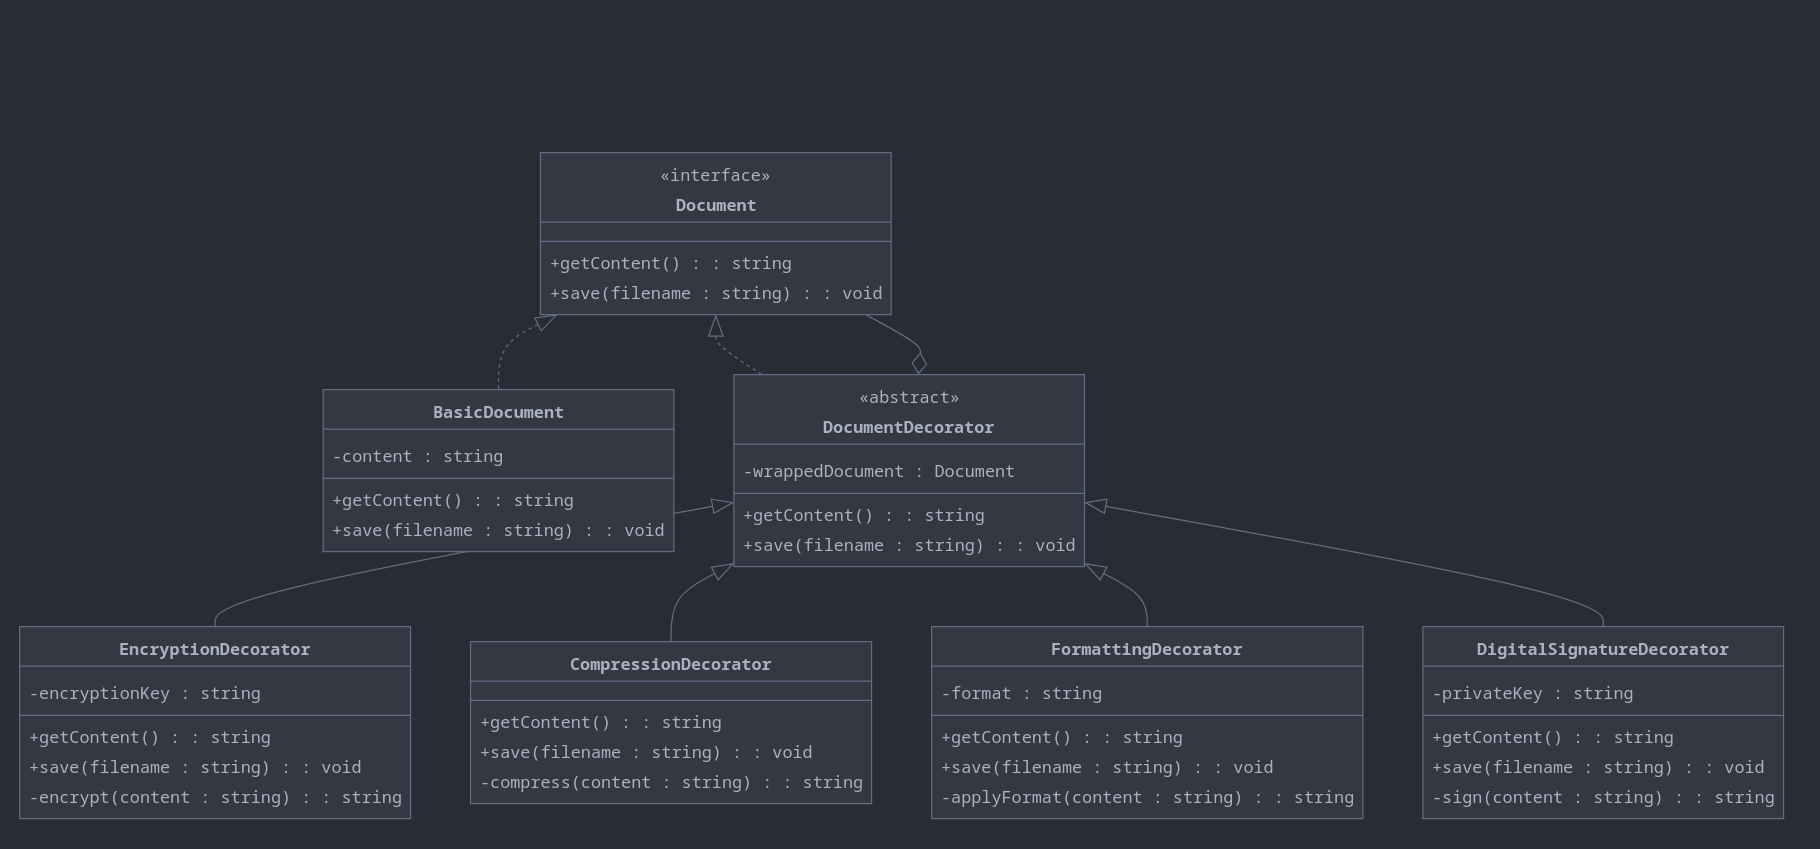 «interface»
Document
+getContent() : : string
+save(filename : string) : : void
BasicDocument
-content : string
+getContent() : : string
+save(filename : string) : : void
«abstract»
DocumentDecorator
-wrappedDocument : Document
+getContent() : : string
+save(filename : string) : : void
EncryptionDecorator
-encryptionKey : string
+getContent() : : string
+save(filename : string) : : void
-encrypt(content : string) : : string
CompressionDecorator
+getContent() : : string
+save(filename : string) : : void
-compress(content : string) : : string
FormattingDecorator
-format : string
+getContent() : : string
+save(filename : string) : : void
-applyFormat(content : string) : : string
DigitalSignatureDecorator
-privateKey : string
+getContent() : : string
+save(filename : string) : : void
-sign(content : string) : : string